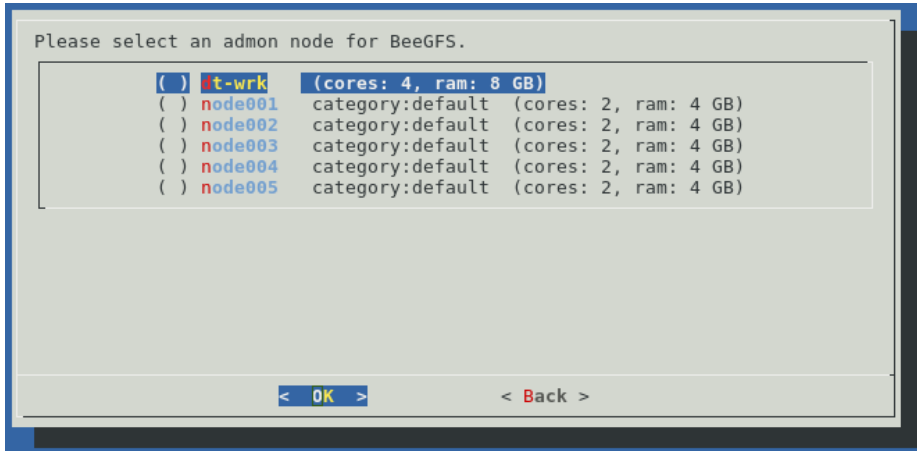 Please select an admon node for BeeGFS.
( ) dt-wrk (cores: 4, ram: 8 GB)
( ) node001 category:default (cores: 2, ram: 4 GB)
( ) node002 category:default (cores: 2, ram: 4 GB)
( ) node003 category:default (cores: 2, ram: 4 GB)
( ) node004 category:default (cores: 2, ram: 4 GB)
( ) node005 category:default (cores: 2, ram: 4 GB)
< OK > < Back >